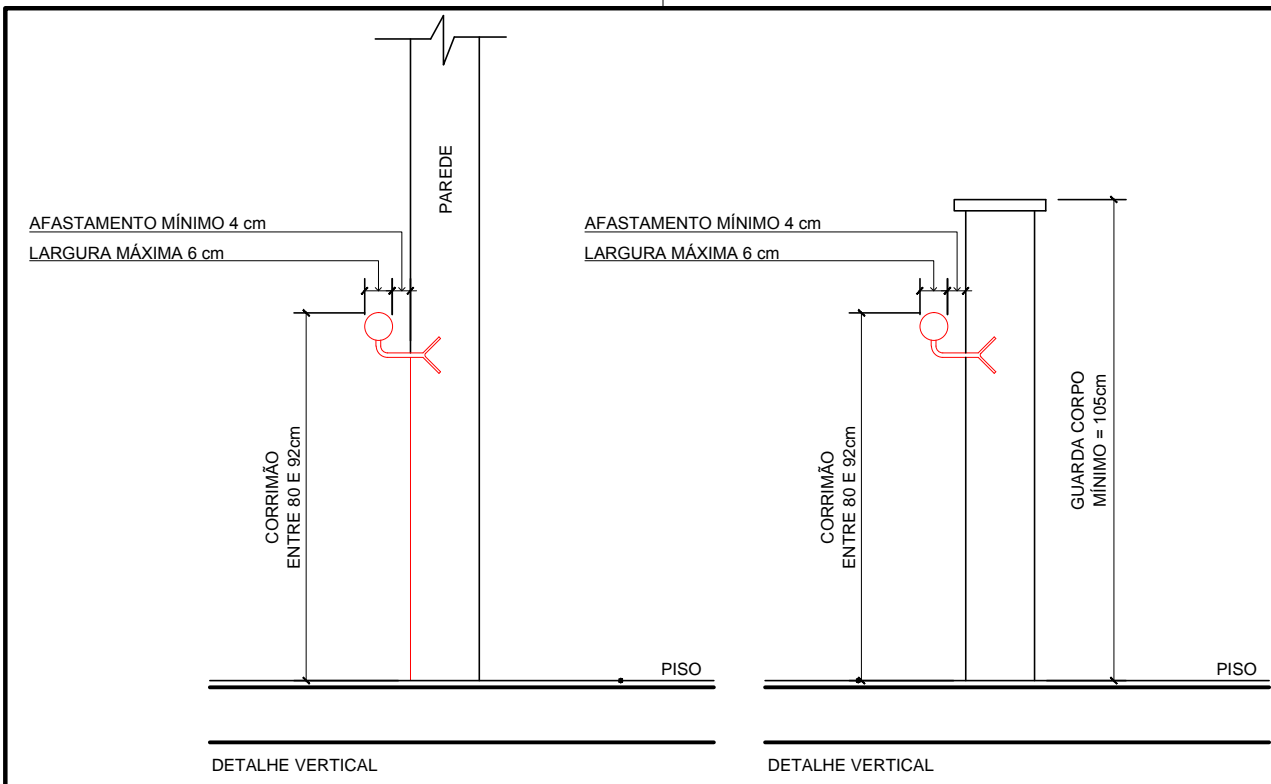 PAREDE
AFASTAMENTO MÍNIMO 4 cm
LARGURA MÁXIMA 6 cm
CORRIMÃO
ENTRE 80 E 92cm
PISO
DETALHE VERTICAL
AFASTAMENTO MÍNIMO 4 cm
LARGURA MÁXIMA 6 cm
CORRIMÃO
ENTRE 80 E 92cm
GUARDA CORPO
MÍNIMO = 105cm
PISO
DETALHE VERTICAL